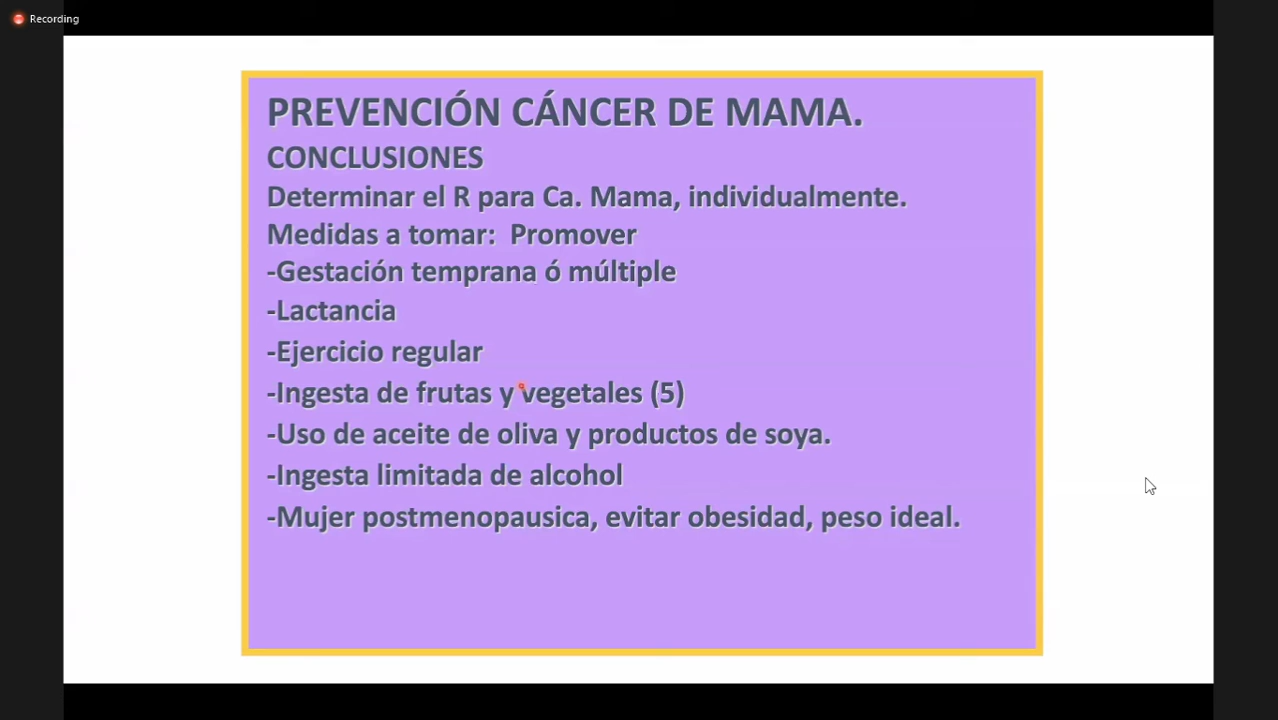 Recording
PREVENCIÓN CÁNCER DE MAMA.
CONCLUSIONES
Determinar el R para Ca. Mama, individualmente.
Medidas a tomar:  Promover
-Gestación temprana ó múltiple
-Lactancia
-Ejercicio regular
-Ingesta de frutas y vegetales (5)
-Uso de aceite de oliva y productos de soya.
-Ingesta limitada de alcohol
-Mujer postmenopausica, evitar obesidad, peso ideal.